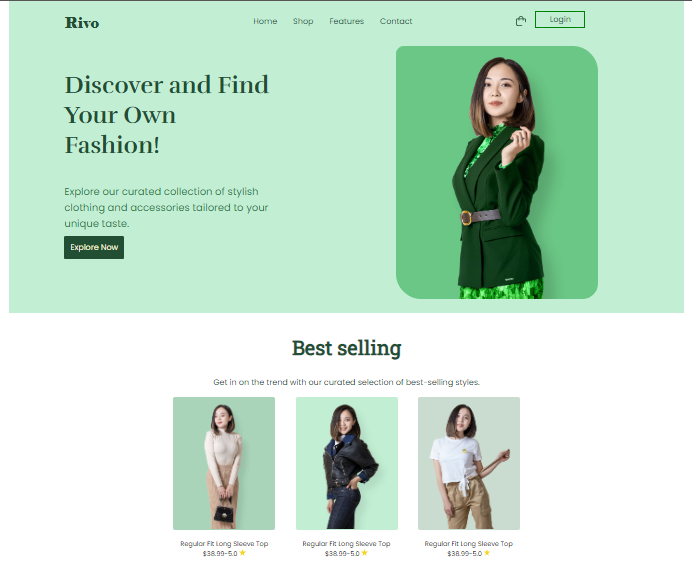 Rivo
Home Shop Features Contact
Login
Discover and Find
Your Own
Fashion!
Explore our curated collection of stylish
clothing and accessories tailored to your
unique taste.
Explore Now
Best selling
Get in on the trend with our curated selection of best-selling styles.
Regular Fit Long Sleeve Top
$38.99-5.0 ★
Regular Fit Long Sleeve Top
$38.99-5.0 ★
Regular Fit Long Sleeve Top
$38.99-5.0 ★